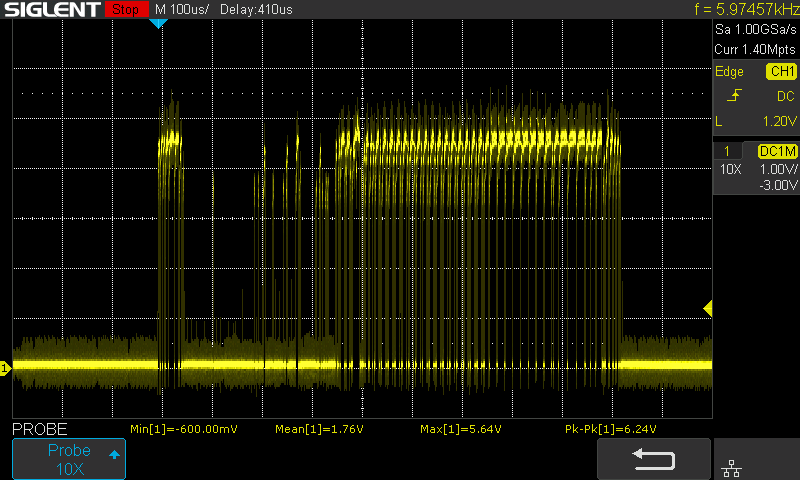 SIGLENT Stop M 100us/ Delay:410us f = 5.97457kHz
Sa 1.00GSa/s
Curr 1.40Mpts
Edge CH1
DC
L 1.20V
1 DC1M
10X 1.00V/
-3.00V
1
PROBE Min[1]=-600.00mV Mean[1]=1.76V Max[1]=5.64V Pk-Pk[1]=6.24V
Probe
10X